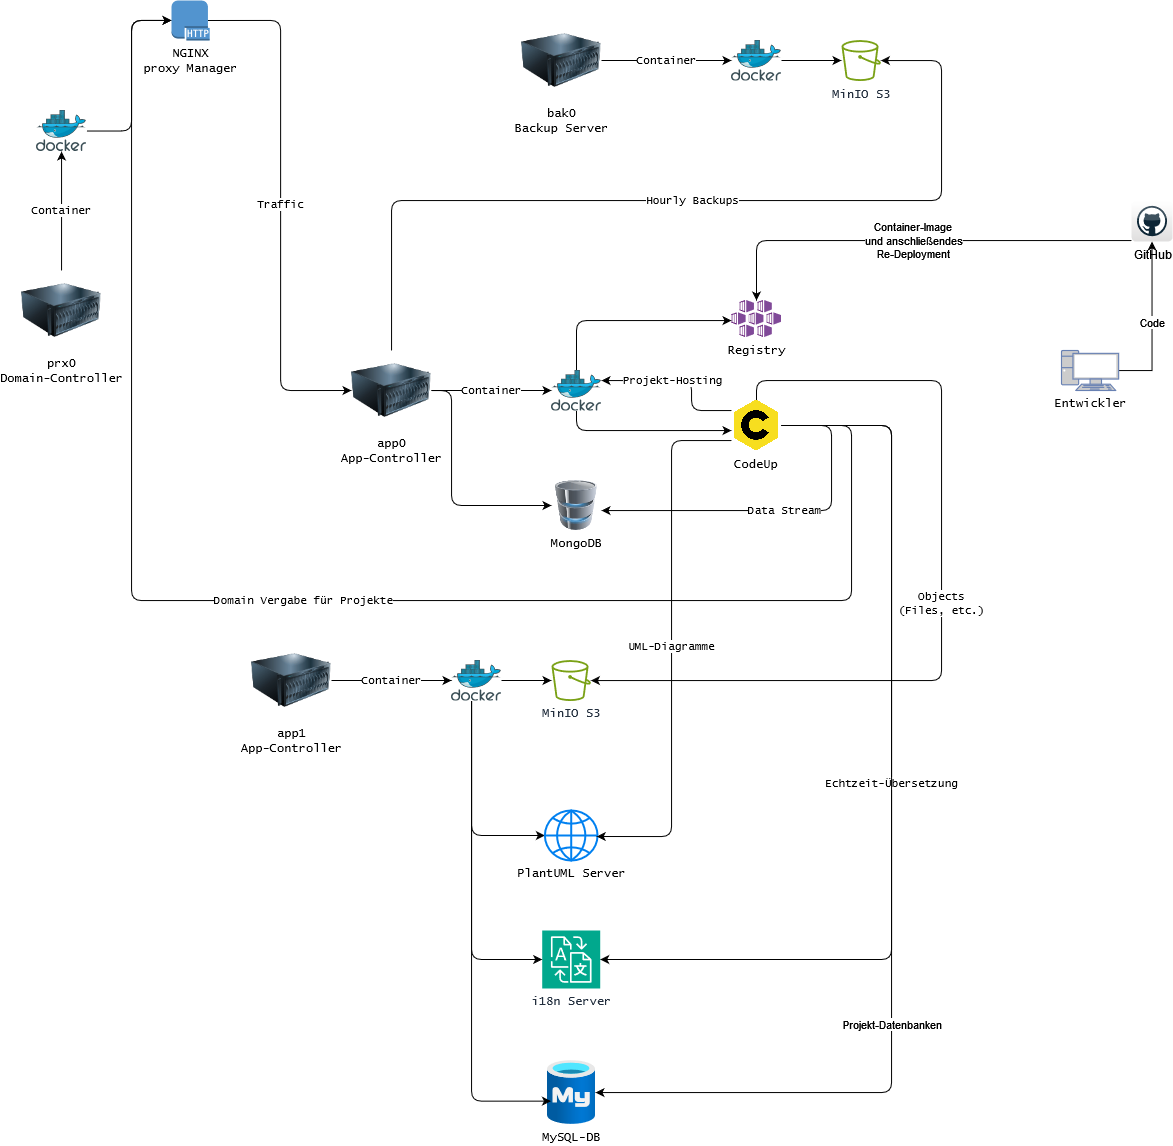 HTTP
NGINX
proxy Manager
docker
Container
prx0
Domain-Controller
Traffic
bak0
Backup Server
Container
docker
MinIO S3
Hourly Backups
Container-Image
und anschließendes
Re-Deployment
GitHub
Code
Entwickler
Registry
app0
App-Controller
Container
docker
Projekt-Hosting
C
CodeUp
MongoDB
Data Stream
Domain Vergabe für Projekte
Objects
(Files, etc.)
UML-Diagramme
app1
App-Controller
Container
docker
MinIO S3
Echtzeit-Übersetzung
PlantUML Server
A
文
i18n Server
Projekt-Datenbanken
My
MySQL-DB